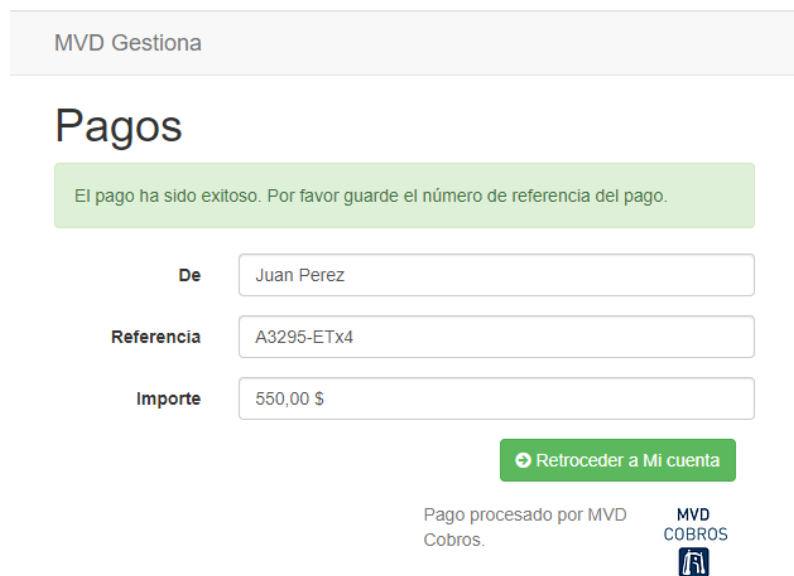 MVD Gestiona
Pagos
El pago ha sido exitoso. Por favor guarde el número de referencia del pago.
De Juan Perez
Referencia A3295-ETx4
Importe 550,00 $
Retroceder a Mi cuenta
Pago procesado por MVD
Cobros.
MVD
COBROS